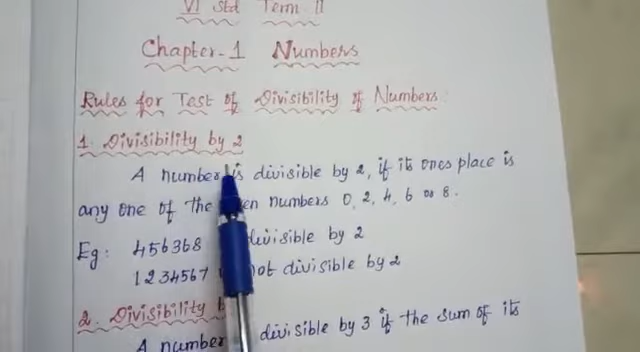 VI Std Term II
Chapter-1 Numbers
Rules for Test of Divisibility of Numbers
1. Divisibility by 2
A number is divisible by 2, if its ones place is
any one of the numbers 0, 2, 4, 6 or 8.
Eg: 456368 divisible by 2
1234567 not divisible by 2
2. Divisibility
A number divisible by 3 if the sum of its